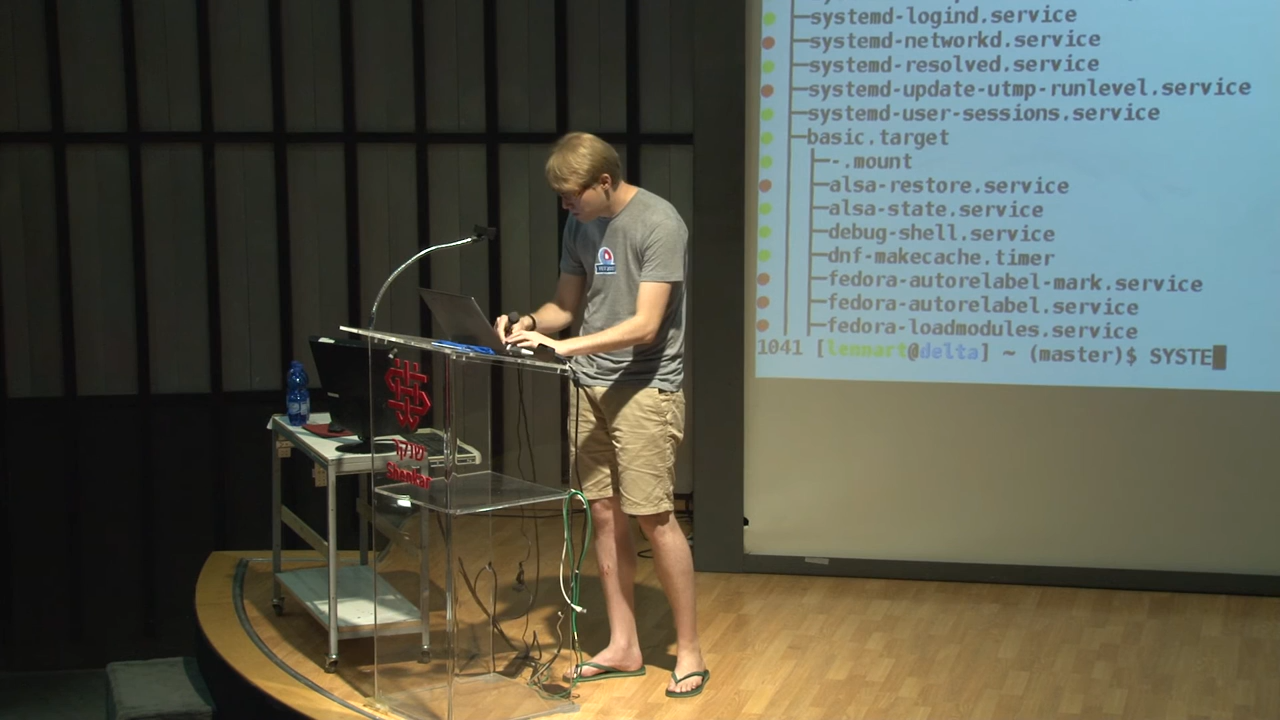 systemd-logind.service
systemd-networkd.service
systemd-resolved.service
systemd-update-utmp-runlevel.service
systemd-user-sessions.service
basic.target
-.mount
alsa-restore.service
alsa-state.service
debug-shell.service
dnf-makecache.timer
fedora-autorelabel-mark.service
fedora-autorelabel.service
fedora-loadmodules.service
1041 [lennart@delta] ~ (master)$ SYSTE
שנקר
Shenkar